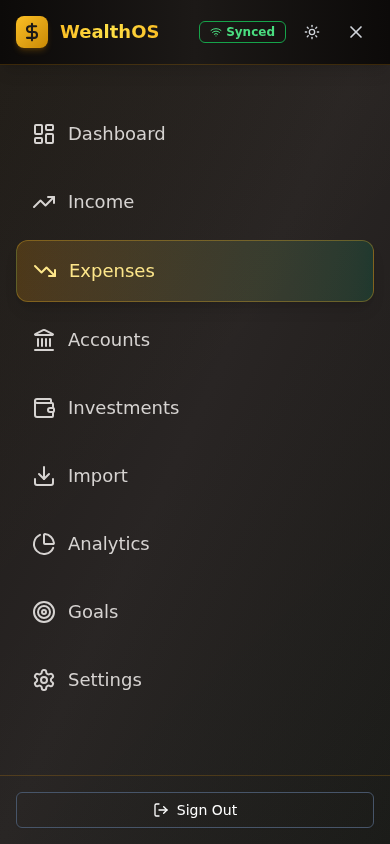 WealthOS
Synced
Dashboard
Income
Expenses
Accounts
Investments
Import
Analytics
Goals
Settings
Sign Out